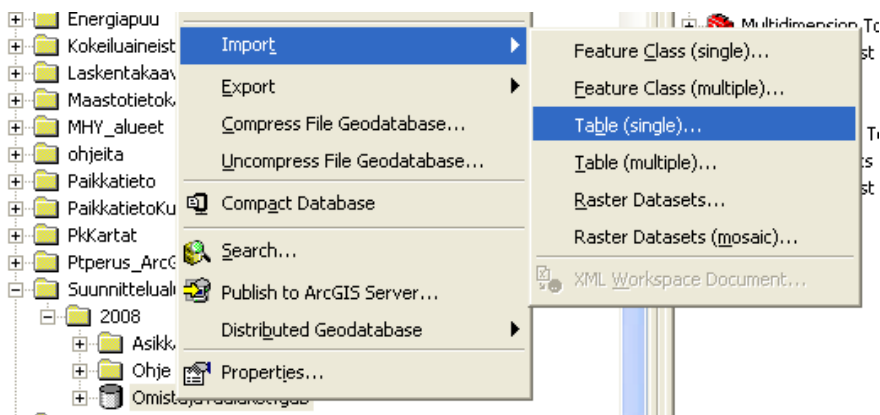 Energiapuu
Kokeiluaineist
Laskentakaav
Maastotietok
MHY_alueet
ohjeita
Paikkatieto
PaikkatietoKu
PkKartat
Ptperus_ArcG
Suunnittelual
2008
Asikk
Ohje
Import
Export
Compress File Geodatabase...
Uncompress File Geodatabase...
Compact Database
Search...
Publish to ArcGIS Server...
Distributed Geodatabase
Properties...
Feature Class (single)...
Feature Class (multiple)...
Table (single)...
Table (multiple)...
Raster Datasets...
Raster Datasets (mosaic)...
XML Workspace Document...
Multidimension To
st
T
s
st